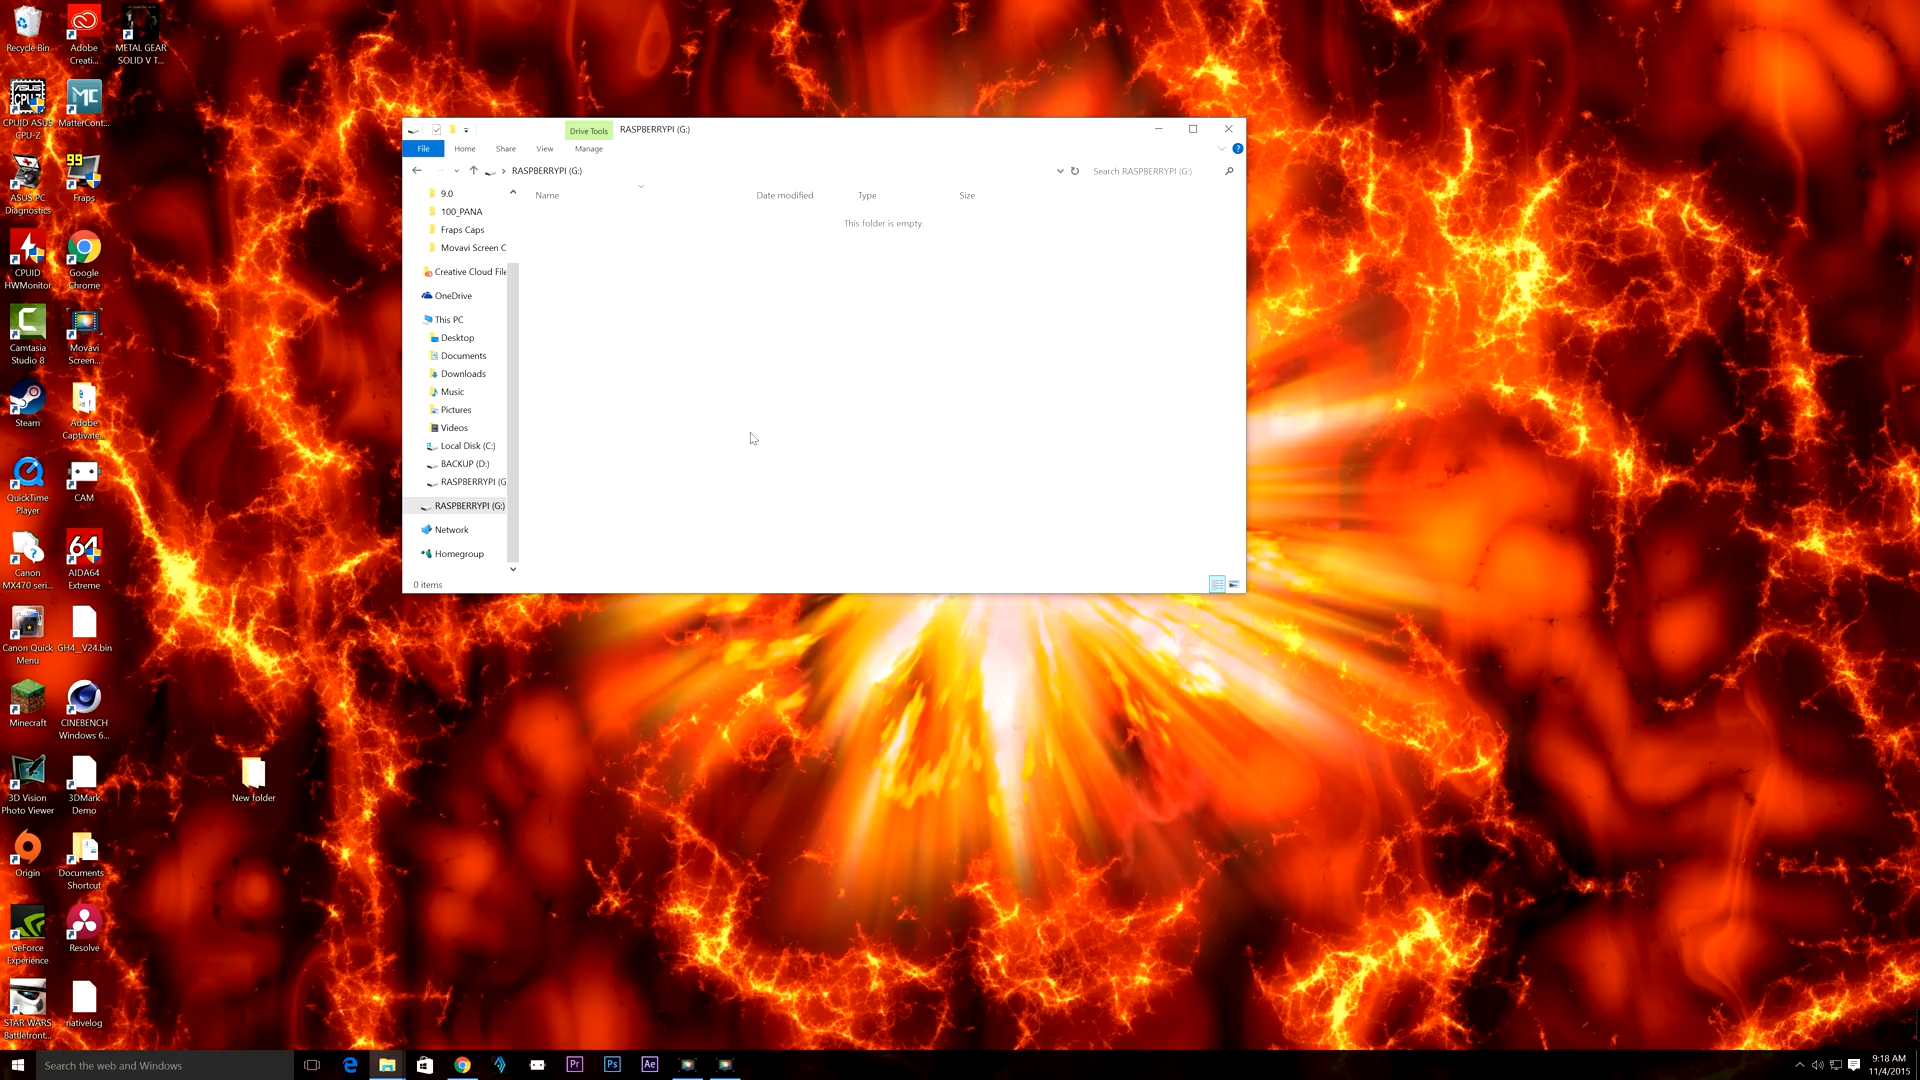 Recycle Bin
Adobe
Creati...
METAL GEAR
SOLID V T...
CPUID ASUS
CPU-Z
MatterCont...
ASUS PC
Diagnostics
99
Fraps
CPUID
HWMonitor
Google
Chrome
Camtasia
Studio 8
Movavi
Screen...
Steam
Adobe
Captivate...
QuickTime
Player
CAM
Canon
MX470 seri...
64
AIDA64
Extreme
Canon Quick
Menu
GH4__V24.bin
Minecraft
CINEBENCH
Windows 6...
3D Vision
Photo Viewer
3DMark
Demo
New folder
Origin
Documents -
Shortcut
GeForce
Experience
Resolve
STAR WARS
Battlefront...
nativelog
Drive Tools
RASPBERRYPI (G:)
File
Home
Share
View
Manage
RASPBERRYPI (G:)
Search RASPBERRYPI (G:)
Name
Date modified
Type
Size
This folder is empty.
9.0
100_PANA
Fraps Caps
Movavi Screen C
Creative Cloud File
OneDrive
This PC
Desktop
Documents
Downloads
Music
Pictures
Videos
Local Disk (C:)
BACKUP (D:)
RASPBERRYPI (G
RASPBERRYPI (G:)
Network
Homegroup
0 items
Search the web and Windows
Pr
Ps
Ae
9:18 AM
11/4/2015